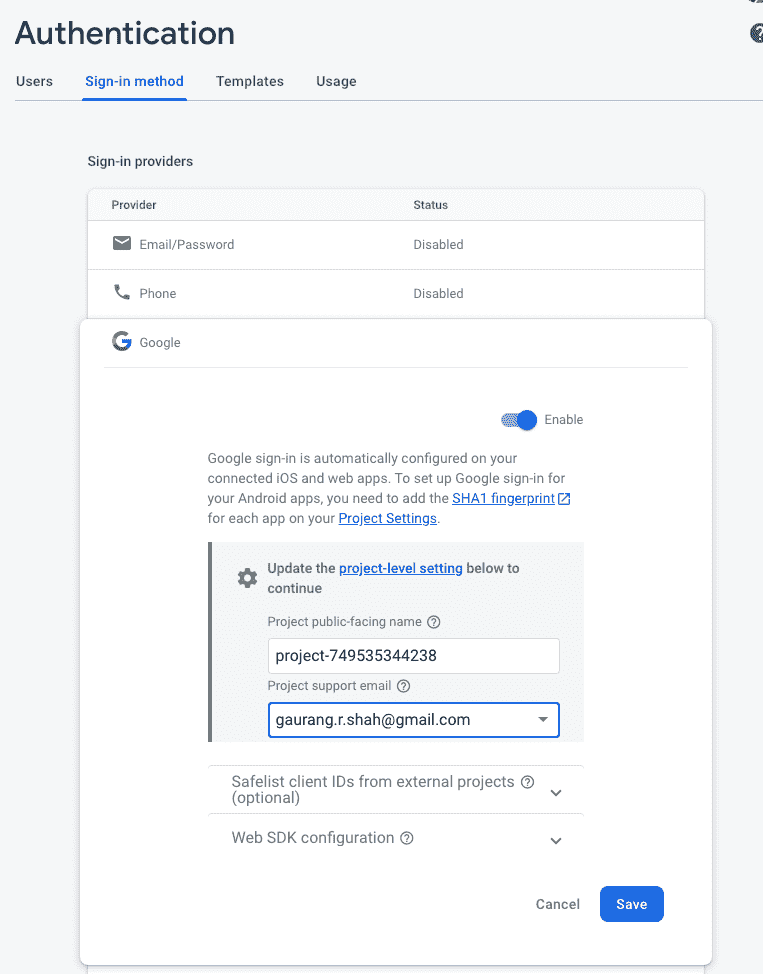 Authentication
Users Sign-in method Templates Usage
Sign-in providers
Provider Status
Email/Password Disabled
Phone Disabled
Google
Enable
Google sign-in is automatically configured on your
connected iOS and web apps. To set up Google sign-in for
your Android apps, you need to add the SHA1 fingerprint
for each app on your Project Settings.
Update the project-level setting below to
continue
Project public-facing name
project-749535344238
Project support email
gaurang.r.shah@gmail.com
Safelist client IDs from external projects
(optional)
Web SDK configuration
Cancel Save